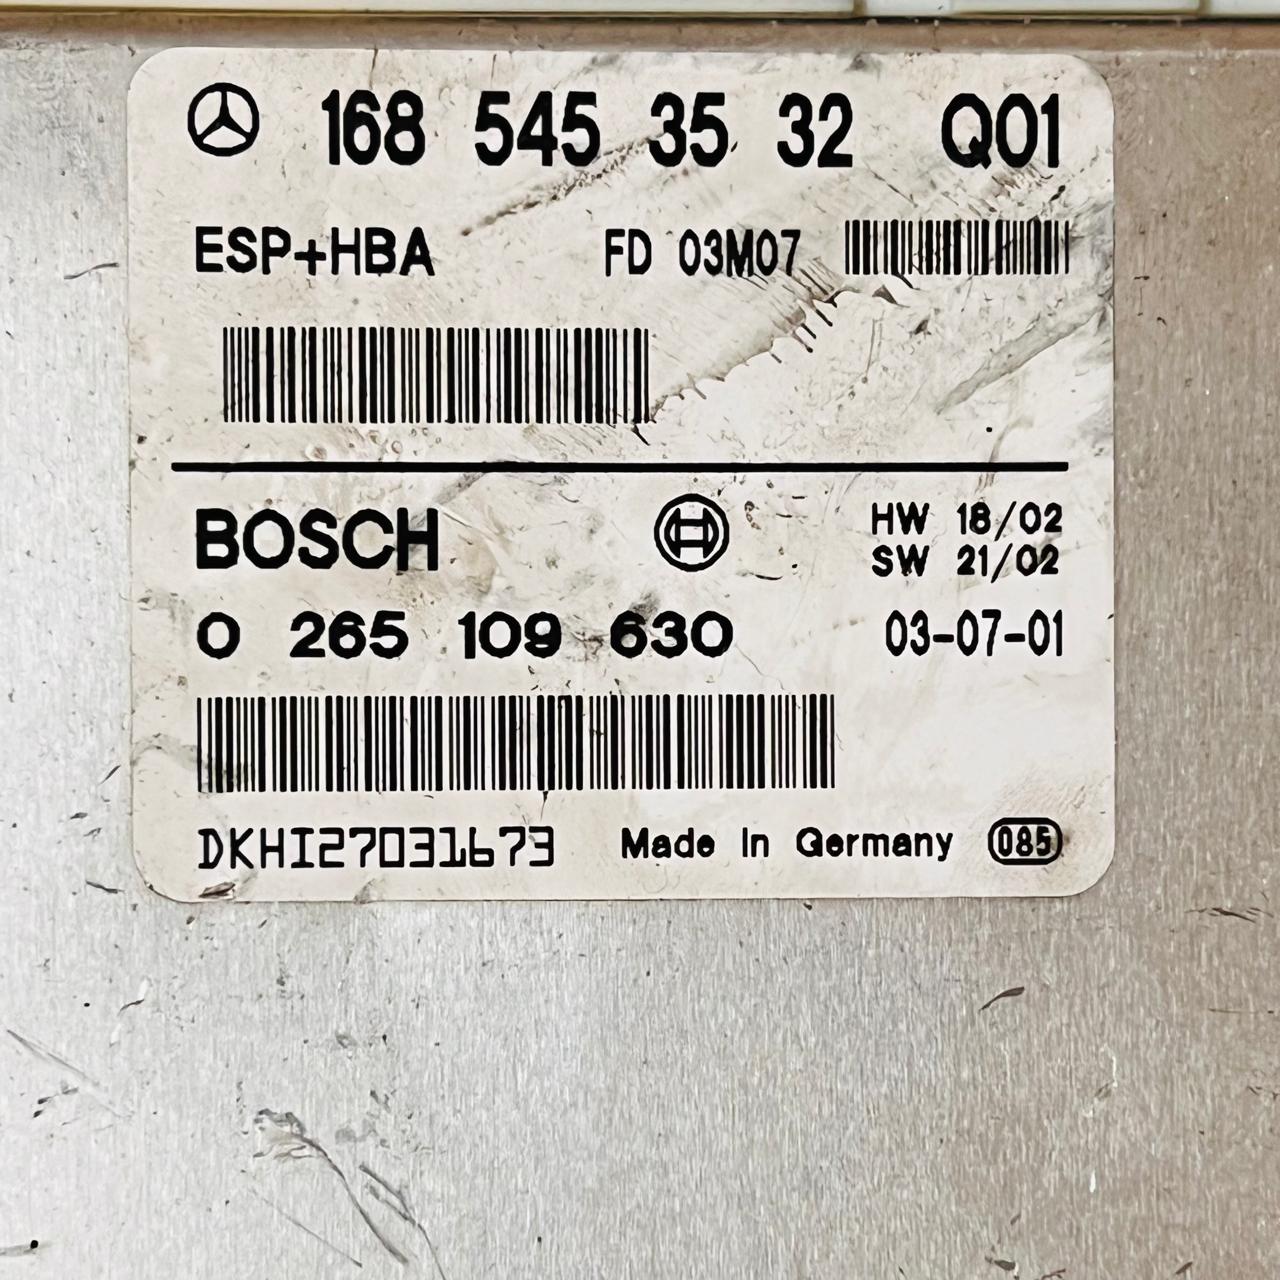 168 545 35 32 Q01
ESP+HBA FD 03M07
BOSCH HW 18/02
SW 21/02
0 265 109 630 03-07-01
DKHI27031673 Made In Germany 085